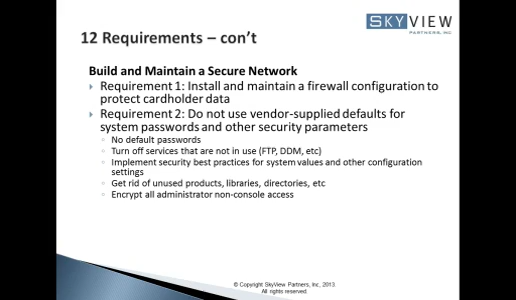 SKYVIEW
PARTNERS, INC
12 Requirements – con't
Build and Maintain a Secure Network
Requirement 1: Install and maintain a firewall configuration to
protect cardholder data
Requirement 2: Do not use vendor-supplied defaults for
system passwords and other security parameters
No default passwords
Turn off services that are not in use (FTP, DDM, etc)
Implement security best practices for system values and other configuration
settings
Get rid of unused products, libraries, directories, etc
Encrypt all administrator non-console access
© Copyright SkyView Partners, Inc, 2013.
All rights reserved.